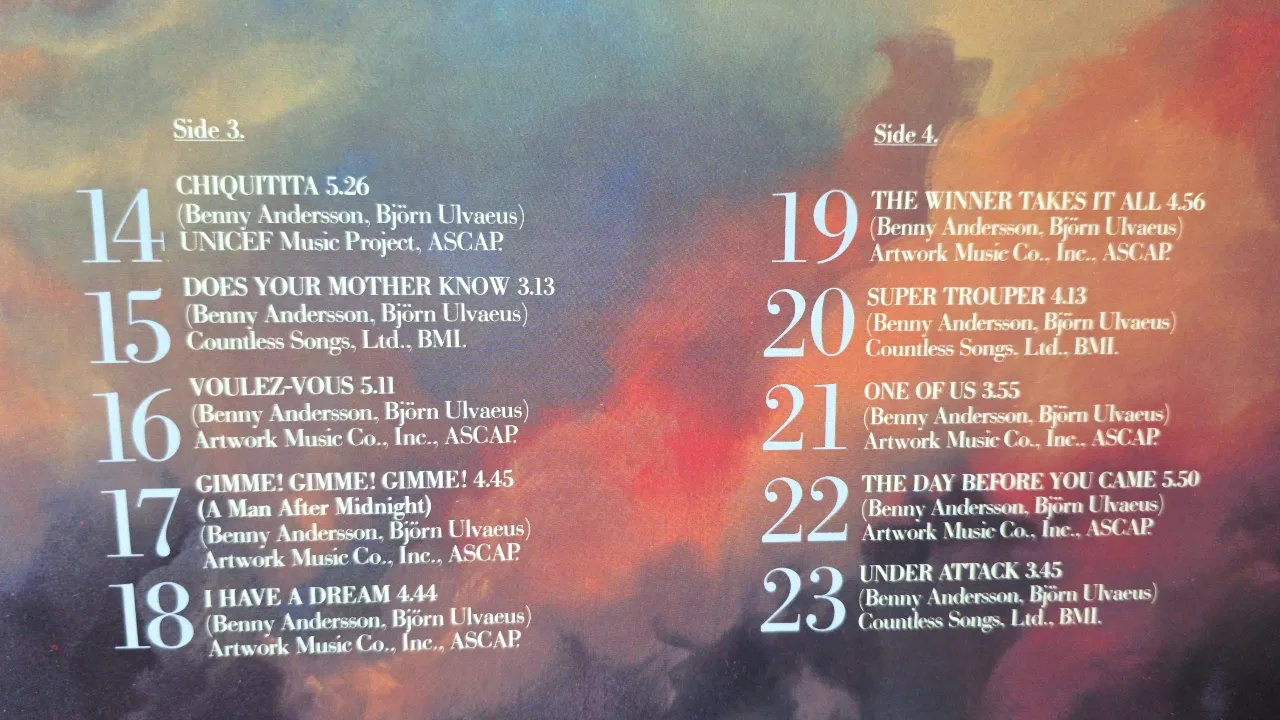 Side 3.
14
CHIQUITITA 5.26
(Benny Andersson, Björn Ulvaeus)
UNICEF Music Project, ASCAP.
15
DOES YOUR MOTHER KNOW 3.13
(Benny Andersson, Björn Ulvaeus)
Countless Songs, Ltd., BMI.
16
VOULEZ-VOUS 5.11
(Benny Andersson, Björn Ulvaeus)
Artwork Music Co., Inc., ASCAP.
17
GIMME! GIMME! GIMME! 4.45
(A Man After Midnight)
(Benny Andersson, Björn Ulvaeus)
Artwork Music Co., Inc., ASCAP.
18
I HAVE A DREAM 4.44
(Benny Andersson, Björn Ulvaeus)
Artwork Music Co., Inc., ASCAP.
Side 4.
19
THE WINNER TAKES IT ALL 4.56
(Benny Andersson, Björn Ulvaeus)
Artwork Music Co., Inc., ASCAP.
20
SUPER TROUPER 4.13
(Benny Andersson, Björn Ulvaeus)
Countless Songs, Ltd., BMI.
21
ONE OF US 3.55
(Benny Andersson, Björn Ulvaeus)
Artwork Music Co., Inc., ASCAP.
22
THE DAY BEFORE YOU CAME 5.50
(Benny Andersson, Björn Ulvaeus)
Artwork Music Co., Inc., ASCAP.
23
UNDER ATTACK 3.45
(Benny Andersson, Björn Ulvaeus)
Countless Songs, Ltd., BMI.